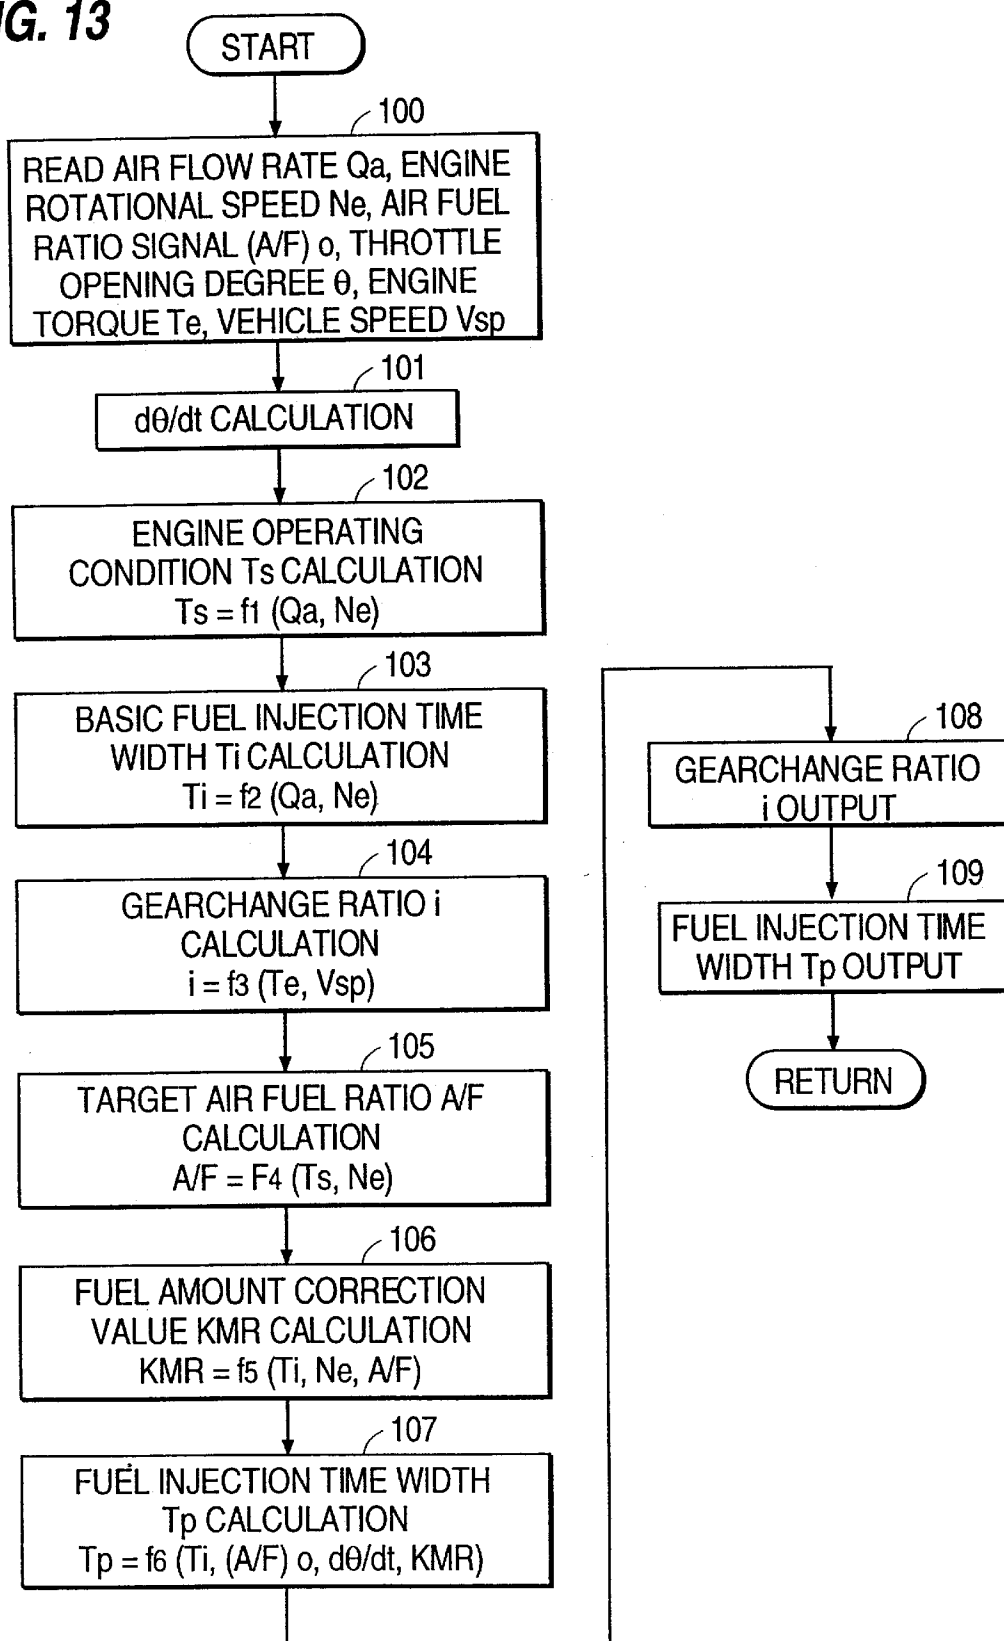 IG. 13
START
100
READ AIR FLOW RATE Qa, ENGINE
ROTATIONAL SPEED Ne, AIR FUEL
RATIO SIGNAL (A/F) o, THROTTLE
OPENING DEGREE θ, ENGINE
TORQUE Te, VEHICLE SPEED Vsp
101
dθ/dt CALCULATION
102
ENGINE OPERATING
CONDITION Ts CALCULATION
Ts = f1 (Qa, Ne)
103
BASIC FUEL INJECTION TIME
WIDTH Ti CALCULATION
Ti = f2 (Qa, Ne)
104
GEARCHANGE RATIO i
CALCULATION
i = f3 (Te, Vsp)
105
TARGET AIR FUEL RATIO A/F
CALCULATION
A/F = F4 (Ts, Ne)
106
FUEL AMOUNT CORRECTION
VALUE KMR CALCULATION
KMR = f5 (Ti, Ne, A/F)
107
FUEL INJECTION TIME WIDTH
Tp CALCULATION
Tp = f6 (Ti, (A/F) o, dθ/dt, KMR)
108
GEARCHANGE RATIO
i OUTPUT
109
FUEL INJECTION TIME
WIDTH Tp OUTPUT
RETURN